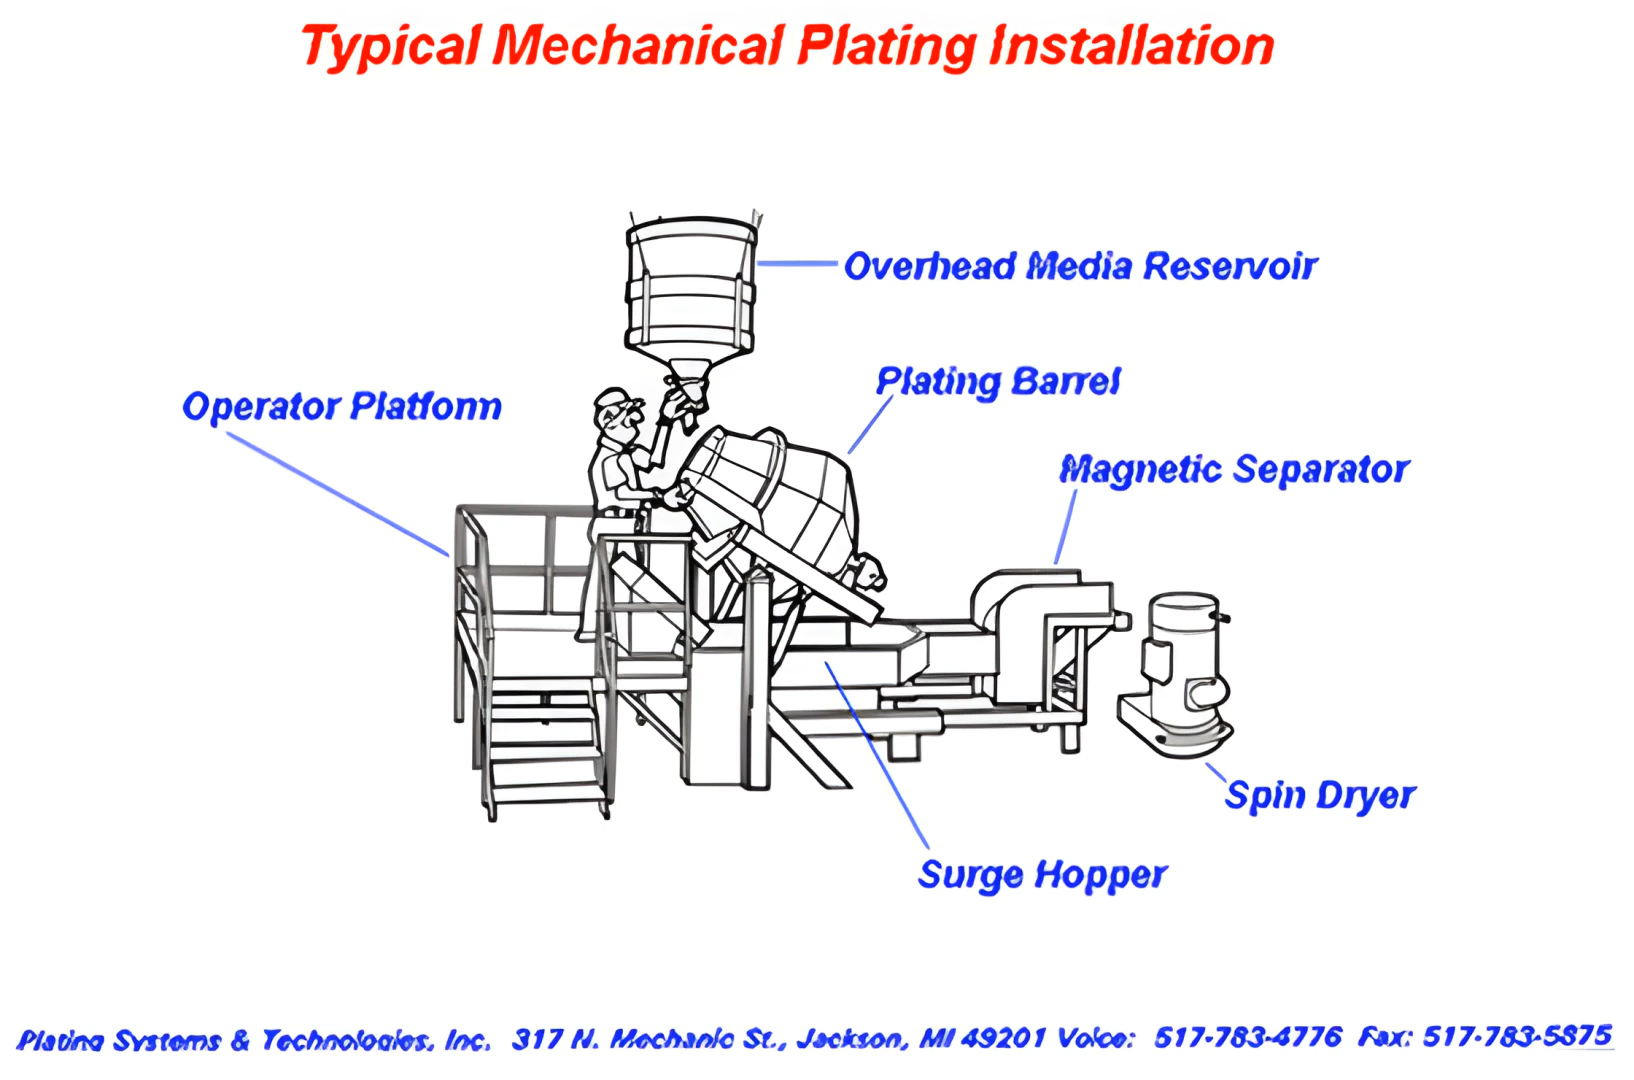 Typical Mechanical Plating Installation
Overhead Media Reservoir
Plating Barrel
Operator Platform
Magnetic Separator
Spin Dryer
Surge Hopper
Plating Systems & Technologies, Inc. 317 N. Mechanic St., Jackson, MI 49201 Voice: 517-783-4776 Fax: 517-783-5875